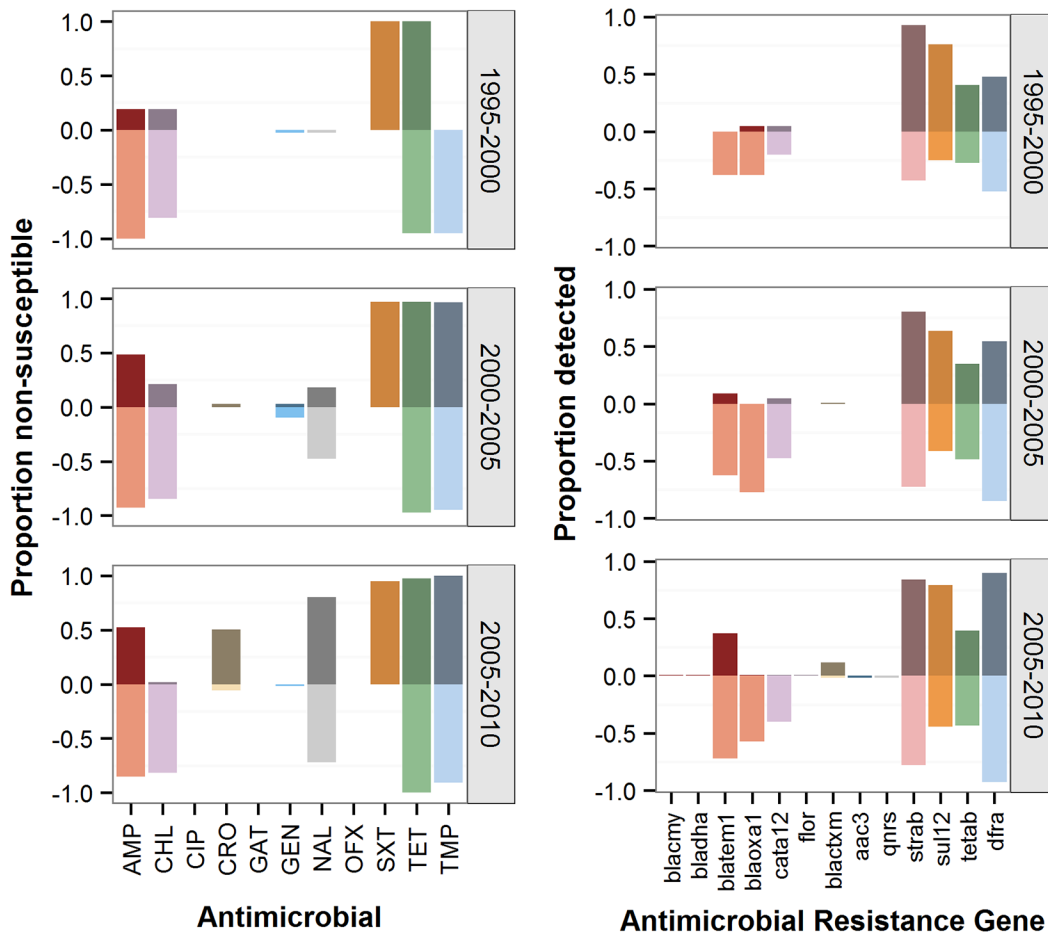 Proportion non-susceptible
1.0
0.5
0.0
-0.5
-1.0
1995-2000
1.0
0.5
0.0
-0.5
-1.0
2000-2005
1.0
0.5
0.0
-0.5
-1.0
2005-2010
AMP
CHL
CIP
CRO
GAT
GEN
NAL
OFX
SXT
TET
TMP
Antimicrobial
Proportion detected
1.0
0.5
0.0
-0.5
-1.0
1995-2000
1.0
0.5
0.0
-0.5
-1.0
2000-2005
1.0
0.5
0.0
-0.5
-1.0
2005-2010
blacmy
bladha
blatem1
blaoxa1
cata12
flor
blactxm
aac3
qnrs
strab
sul12
tetab
dfra
Antimicrobial Resistance Gene